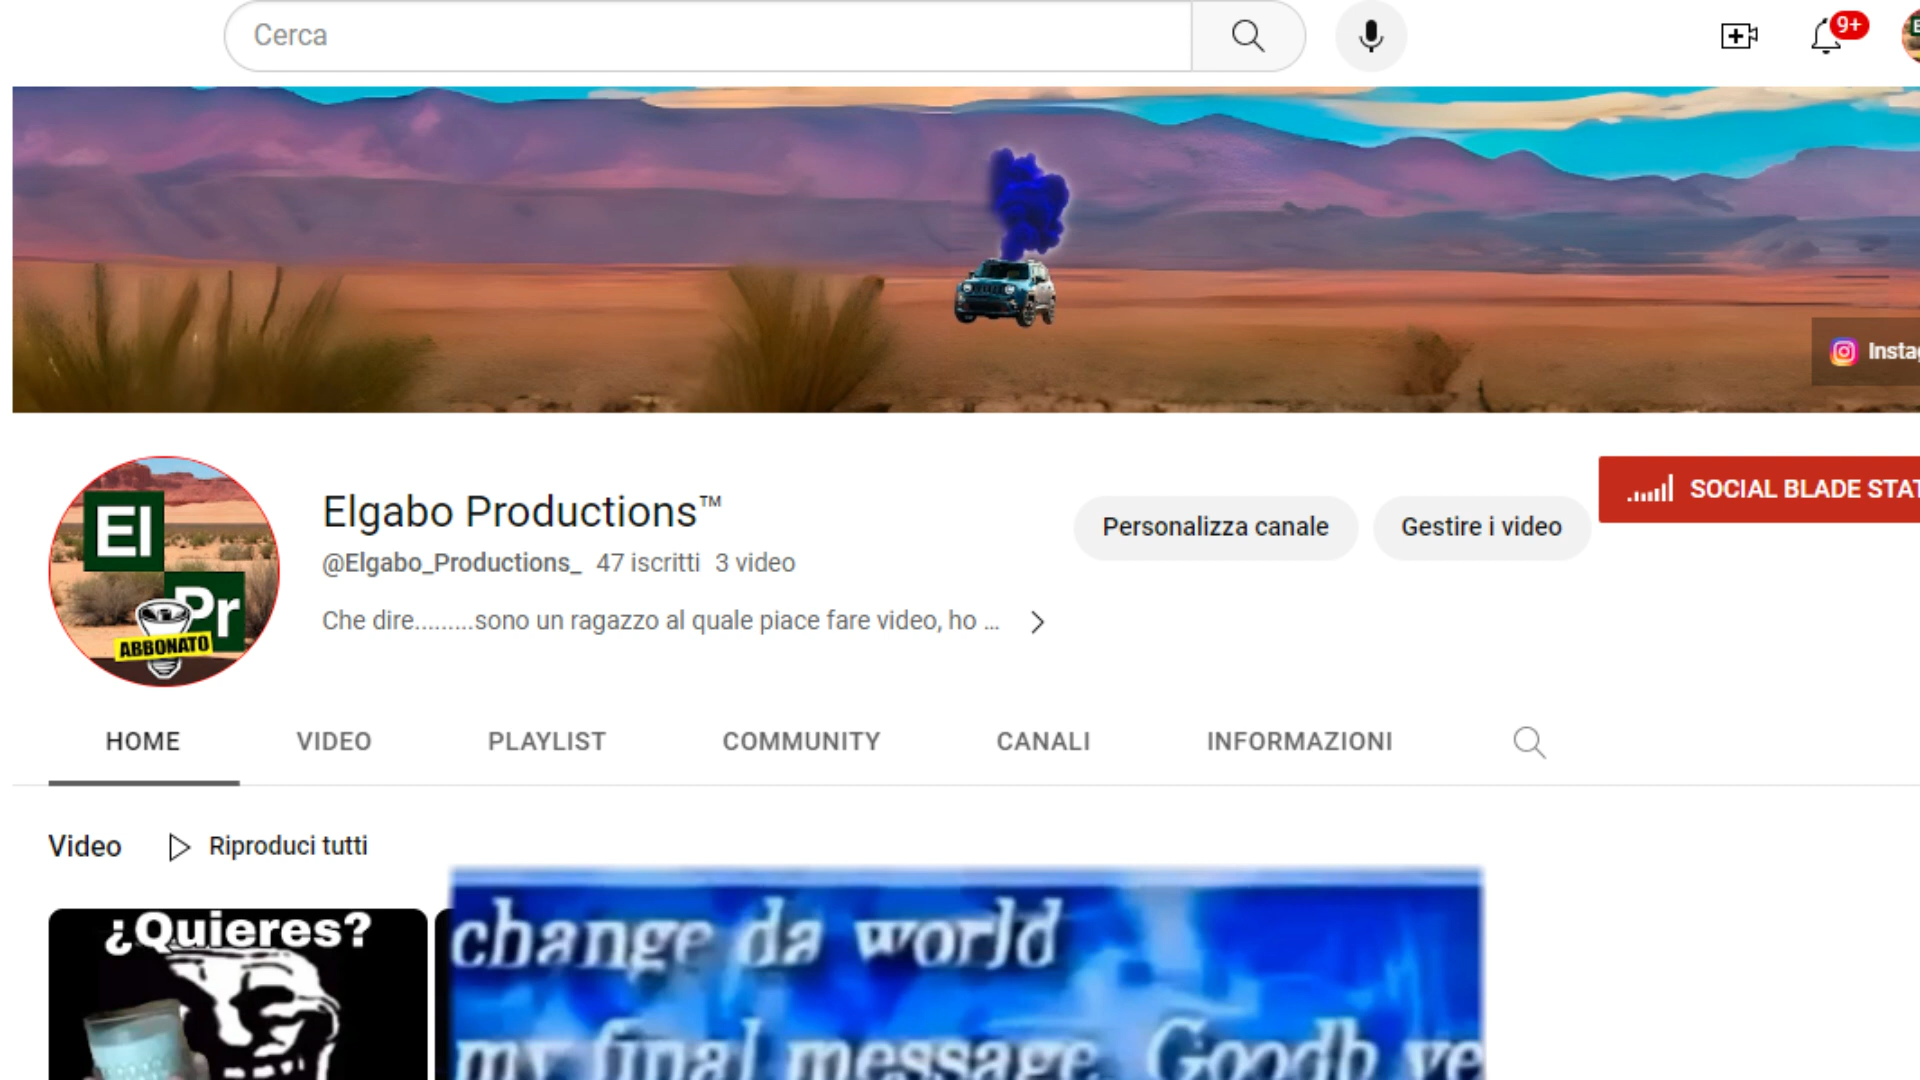 Cerca
9+
Insta
El
Pr
ABBONATO
Elgabo Productions™
@Elgabo_Productions_ 47 iscritti 3 video
Che dire.........sono un ragazzo al quale piace fare video, ho ...
Personalizza canale
Gestire i video
SOCIAL BLADE STAT
HOME VIDEO PLAYLIST COMMUNITY CANALI INFORMAZIONI
Video Riproduci tutti
¿Quieres?
change da world
my final message. Goodb ye